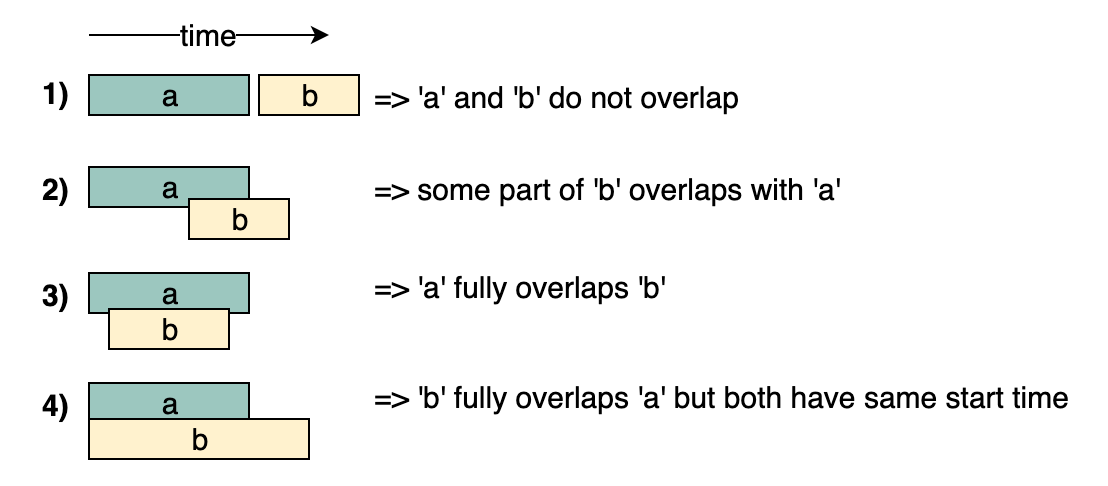 time
1) a b => 'a' and 'b' do not overlap
2) a => some part of 'b' overlaps with 'a'
b
3) a => 'a' fully overlaps 'b'
b
4) a => 'b' fully overlaps 'a' but both have same start time
b